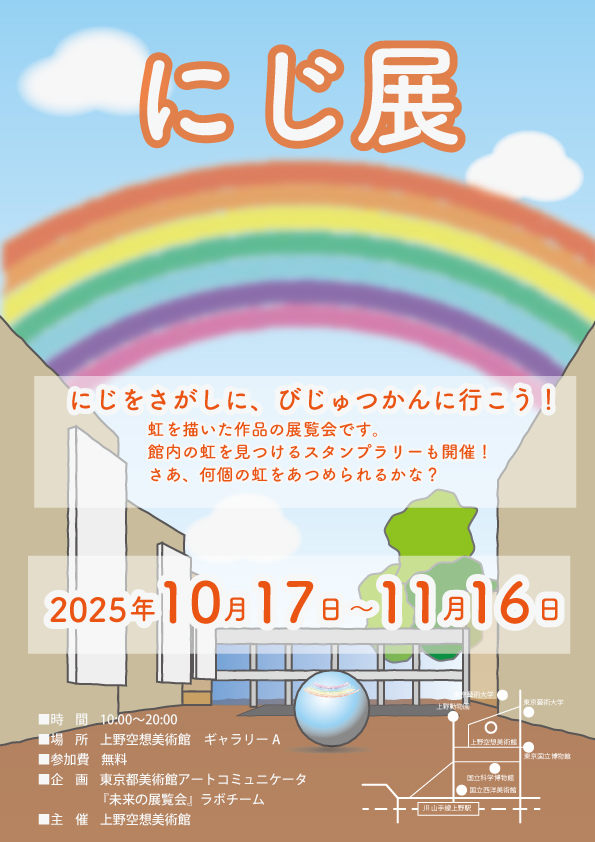 にじ展
にじをさがしに、びじゅつかんに行こう！
虹を描いた作品の展覧会です。
館内の虹を見つけるスタンプラリーも開催！
さあ、何個の虹をあつめられるかな？
2025年10月17日～11月16日
■時　間　10:00～20:00
■場　所　上野空想美術館　ギャラリーA
■参加費　無料
■企　画　東京都美術館アートコミュニケータ
『未来の展覧会』ラボチーム
■主　催　上野空想美術館
東京藝術大学
東京藝術大学
上野動物園
上野空想美術館
東京国立博物館
国立科学博物館
国立西洋美術館
JR山手線上野駅